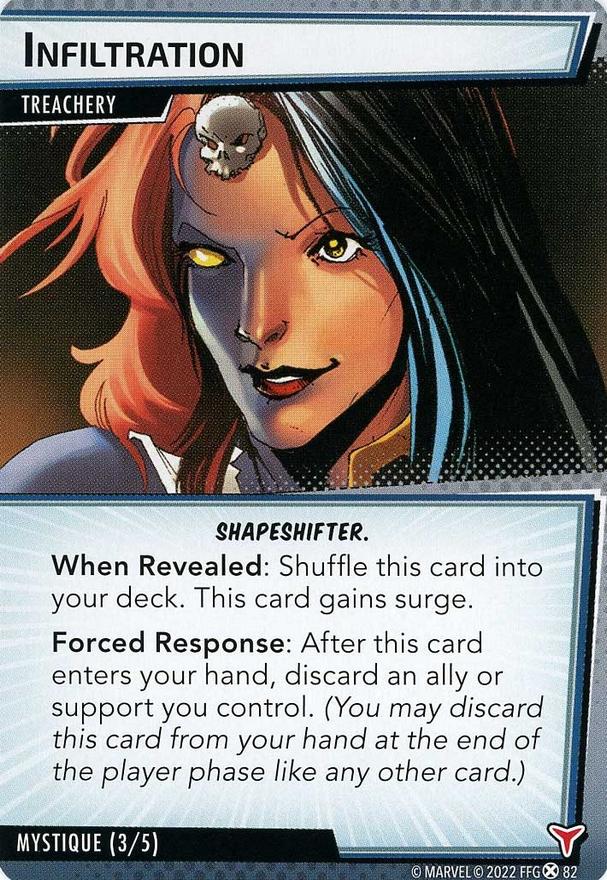 INFILTRATION
TREACHERY
SHAPESHIFTER.
When Revealed: Shuffle this card into
your deck. This card gains surge.
Forced Response: After this card
enters your hand, discard an ally or
support you control. (You may discard
this card from your hand at the end of
the player phase like any other card.)
MYSTIQUE (3/5)
© MARVEL © 2022 FFG 82